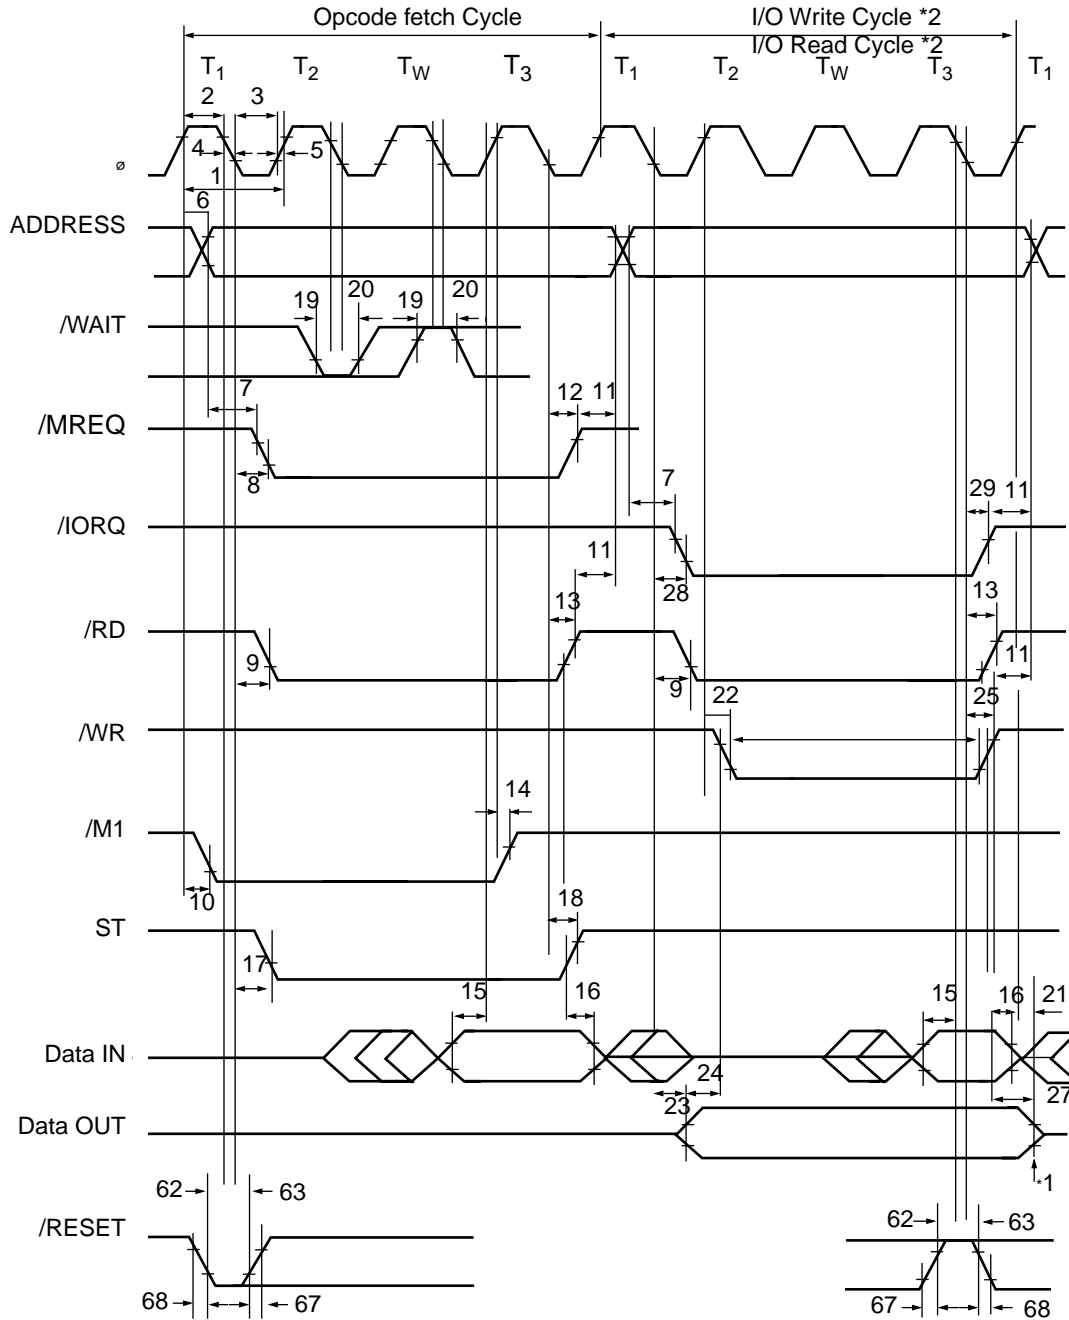 Opcode fetch Cycle
I/O Write Cycle *2
I/O Read Cycle *2
T1 T2 TW T3 T1 T2 TW T3 T1
2 3
ø 4 5
1
6
ADDRESS
19 20 19 20
/WAIT
7 12 11
/MREQ
8 7 29 11
/IORQ
11 28
13 13
/RD
9 9 11
22 25
/WR
14
/M1
10 18
ST
17
15 16 15 16 21
Data IN
24
23 27
Data OUT
*1
62 63 62 63
/RESET
68 67 67 68